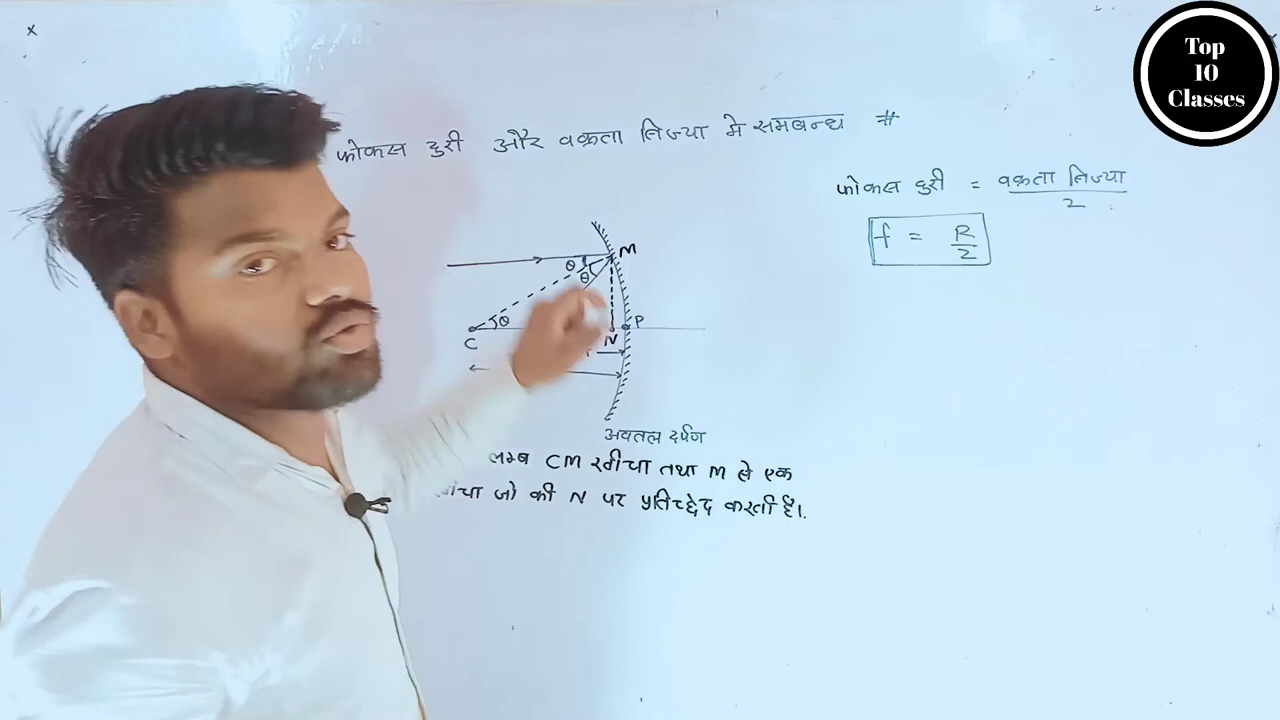 Top
10
Classes
फोकस दुरी और वक्रता त्रिज्या मे समबन्ध #
फोकस दुरी = वक्रता त्रिज्या
2
f = R
2
M
θ
θ
θ
C
N
P
अवतल दर्पण
लम्ब CM खींचा तथा M से एक
जो की N पर प्रतिच्छेद करती हैं।